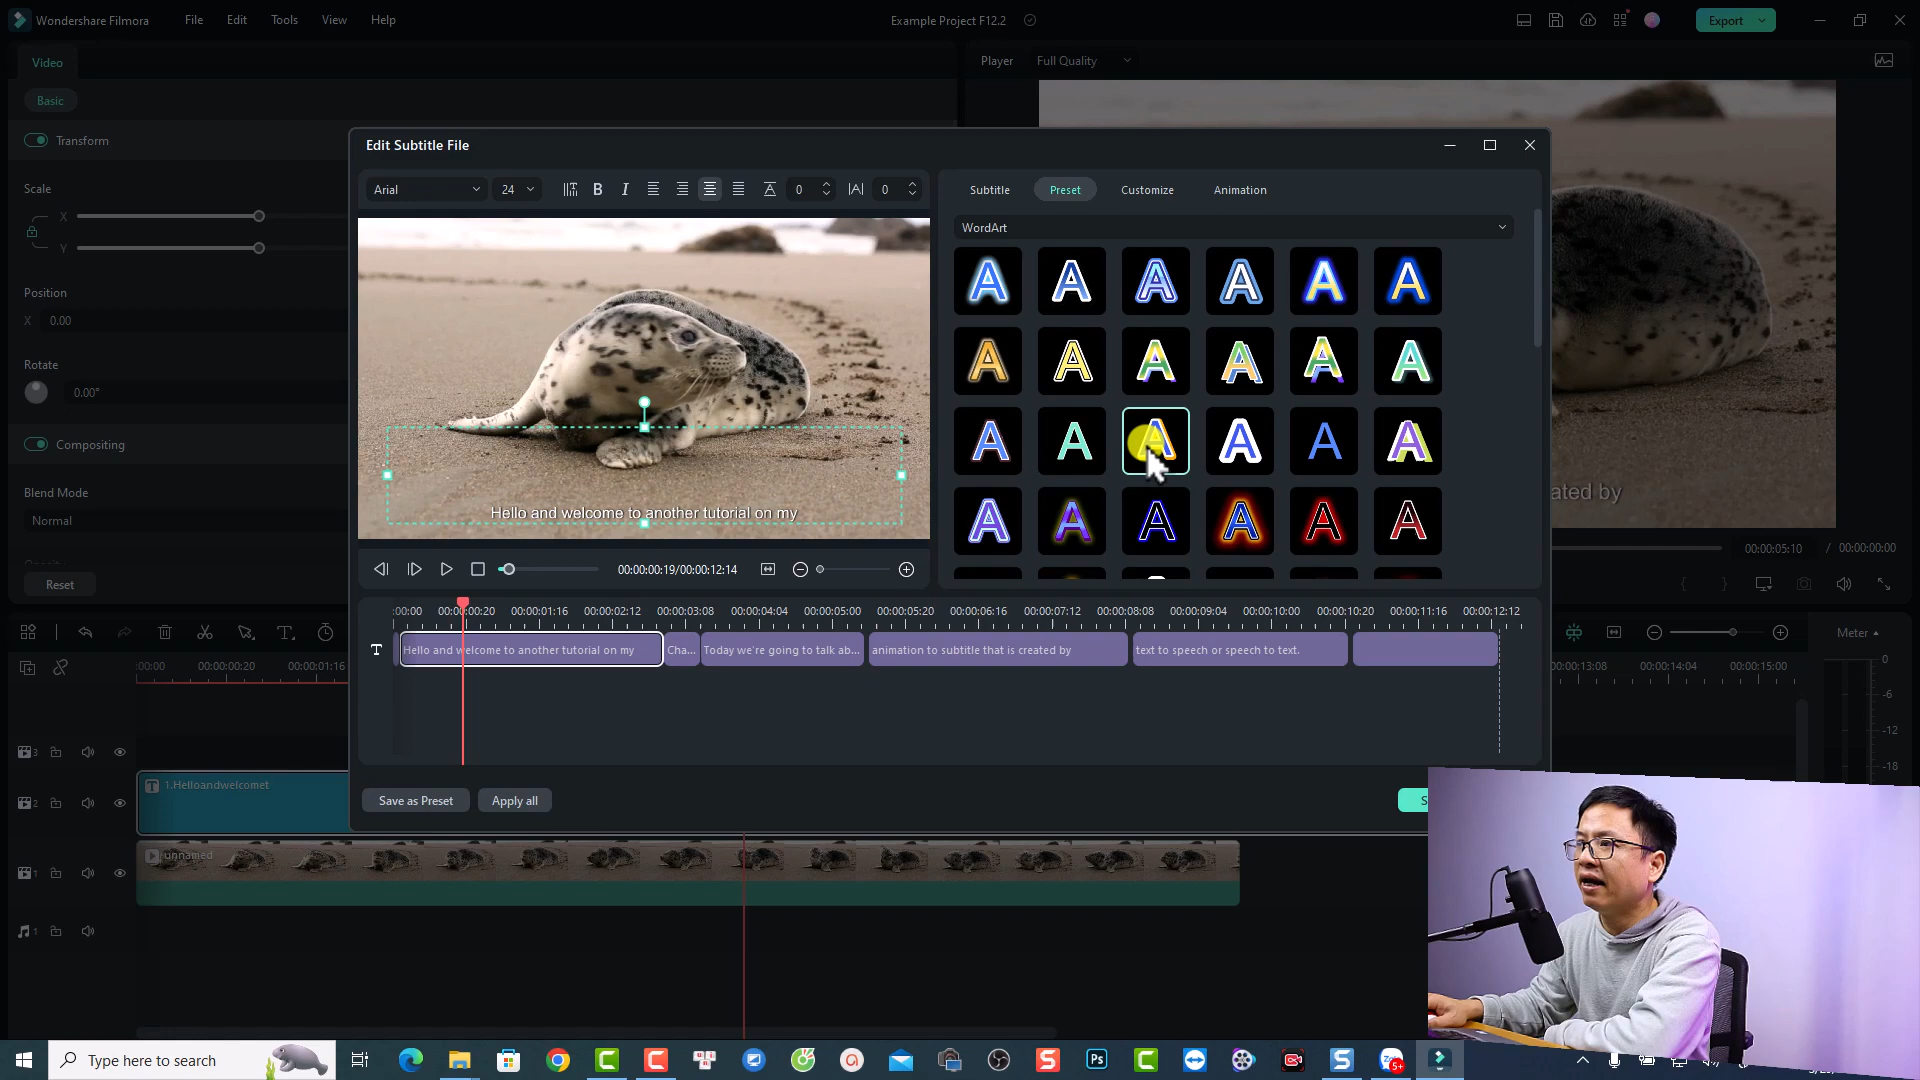 Wondershare Filmora
File
Edit
Tools
View
Help
Example Project F12.2
Export
Video
Player
Full Quality
Basic
Transform
Scale
X
Y
Position
X
0.00
Rotate
0.00°
Compositing
Blend Mode
Normal
Reset
Edit Subtitle File
Arial
24
B
I
0
0
Subtitle
Preset
Customize
Animation
WordArt
A A A A A A
A A A A A A
A A A A A A
A A A A A A
Hello and welcome to another tutorial on my
ated by
00:00:00:19/00:00:12:14
00:00:05:10
/
00:00:00:00
:00:00
00:00:00:20
00:00:01:16
00:00:02:12
00:00:03:08
00:00:04:04
00:00:05:00
00:00:05:20
00:00:06:16
00:00:07:12
00:00:08:08
00:00:09:04
00:00:10:00
00:00:10:20
00:00:11:16
00:00:12:12
T
Hello and welcome to another tutorial on my
Cha...
Today we're going to talk ab...
animation to subtitle that is created by
text to speech or speech to text.
Save as Preset
Apply all
S
Meter
:00:00
00:00:00:20
00:00:01:16
00:00:13:08
00:00:14:04
00:00:15:00
0
-6
-12
-18
3
2
1.Helloandwelcomet
1
unnamed
1
Type here to search
Ps
5+